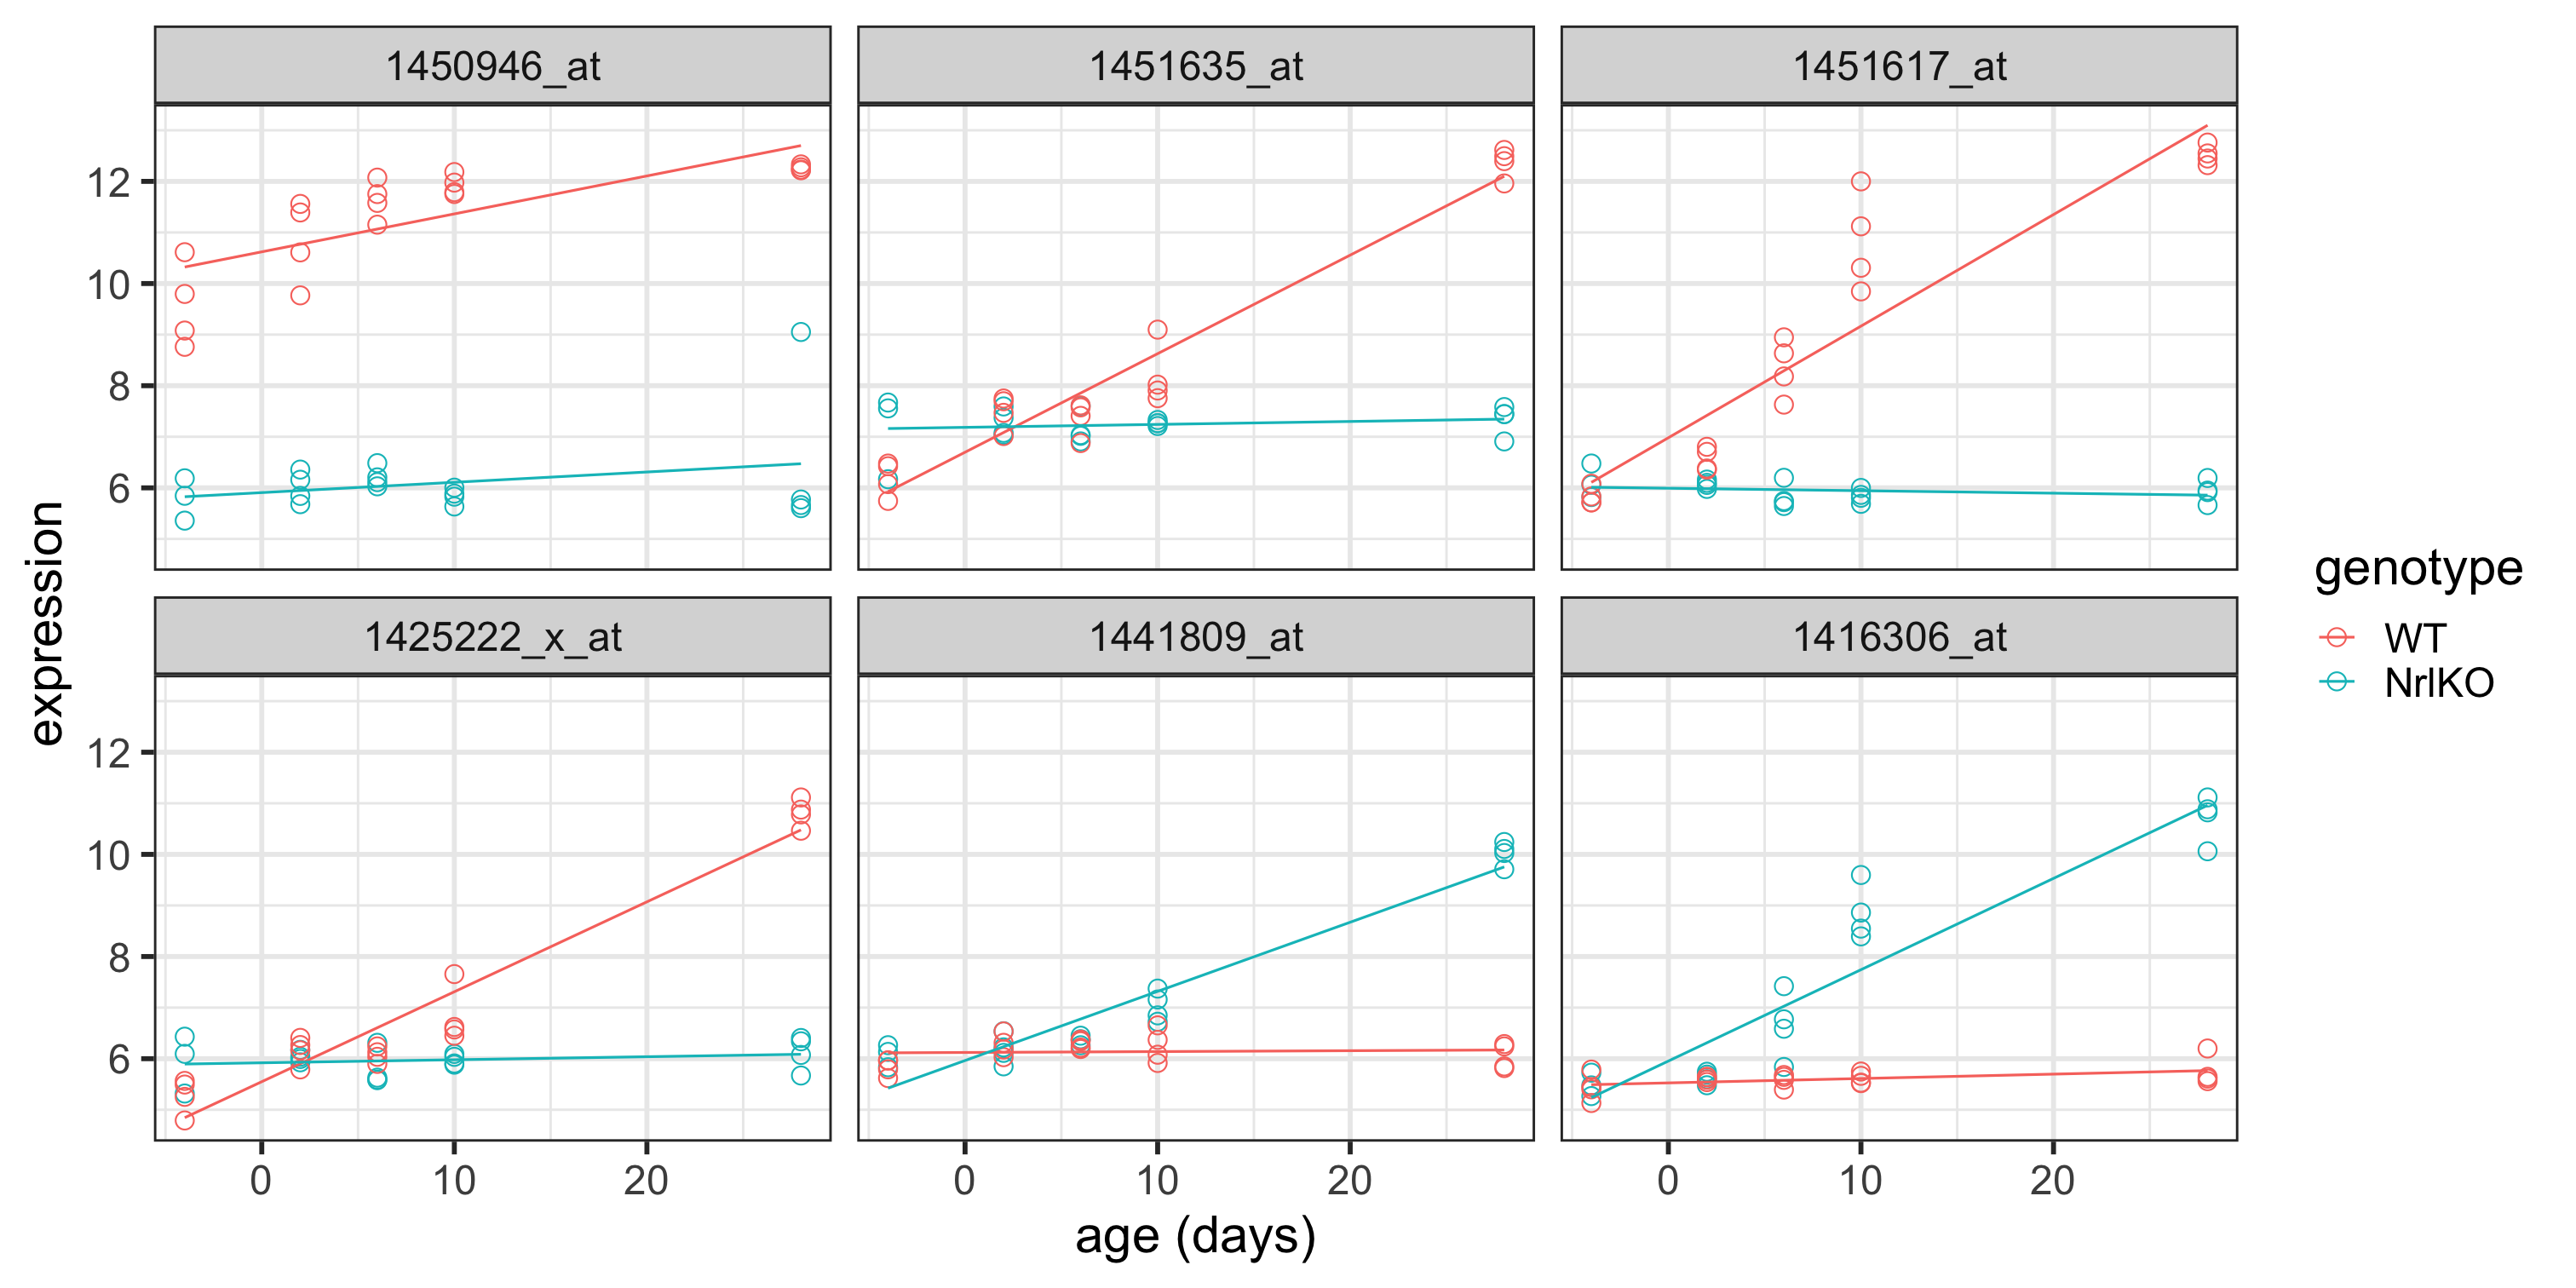 1450946_at
1451635_at
1451617_at
12
10
8
6
1425222_x_at
1441809_at
1416306_at
12
10
8
6
0 10 20
0 10 20
0 10 20
age (days)
expression
genotype
WT
NrlKO